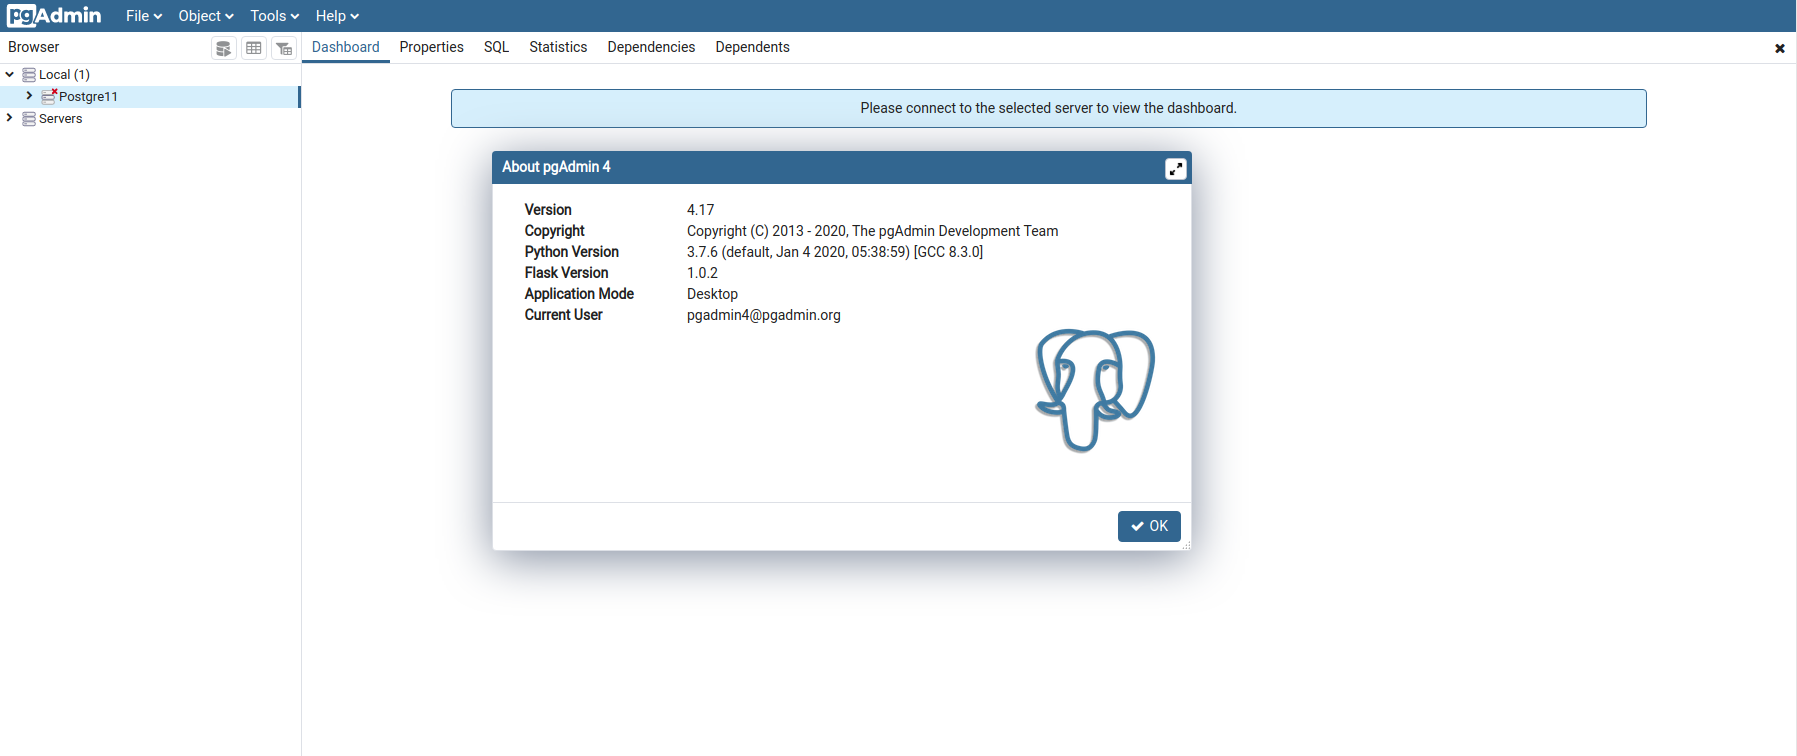 pgAdmin File Object Tools Help
Browser Dashboard Properties SQL Statistics Dependencies Dependents
Local (1)
Postgre11
Servers
Please connect to the selected server to view the dashboard.
About pgAdmin 4
Version 4.17
Copyright Copyright (C) 2013 - 2020, The pgAdmin Development Team
Python Version 3.7.6 (default, Jan 4 2020, 05:38:59) [GCC 8.3.0]
Flask Version 1.0.2
Application Mode Desktop
Current User pgadmin4@pgadmin.org
OK